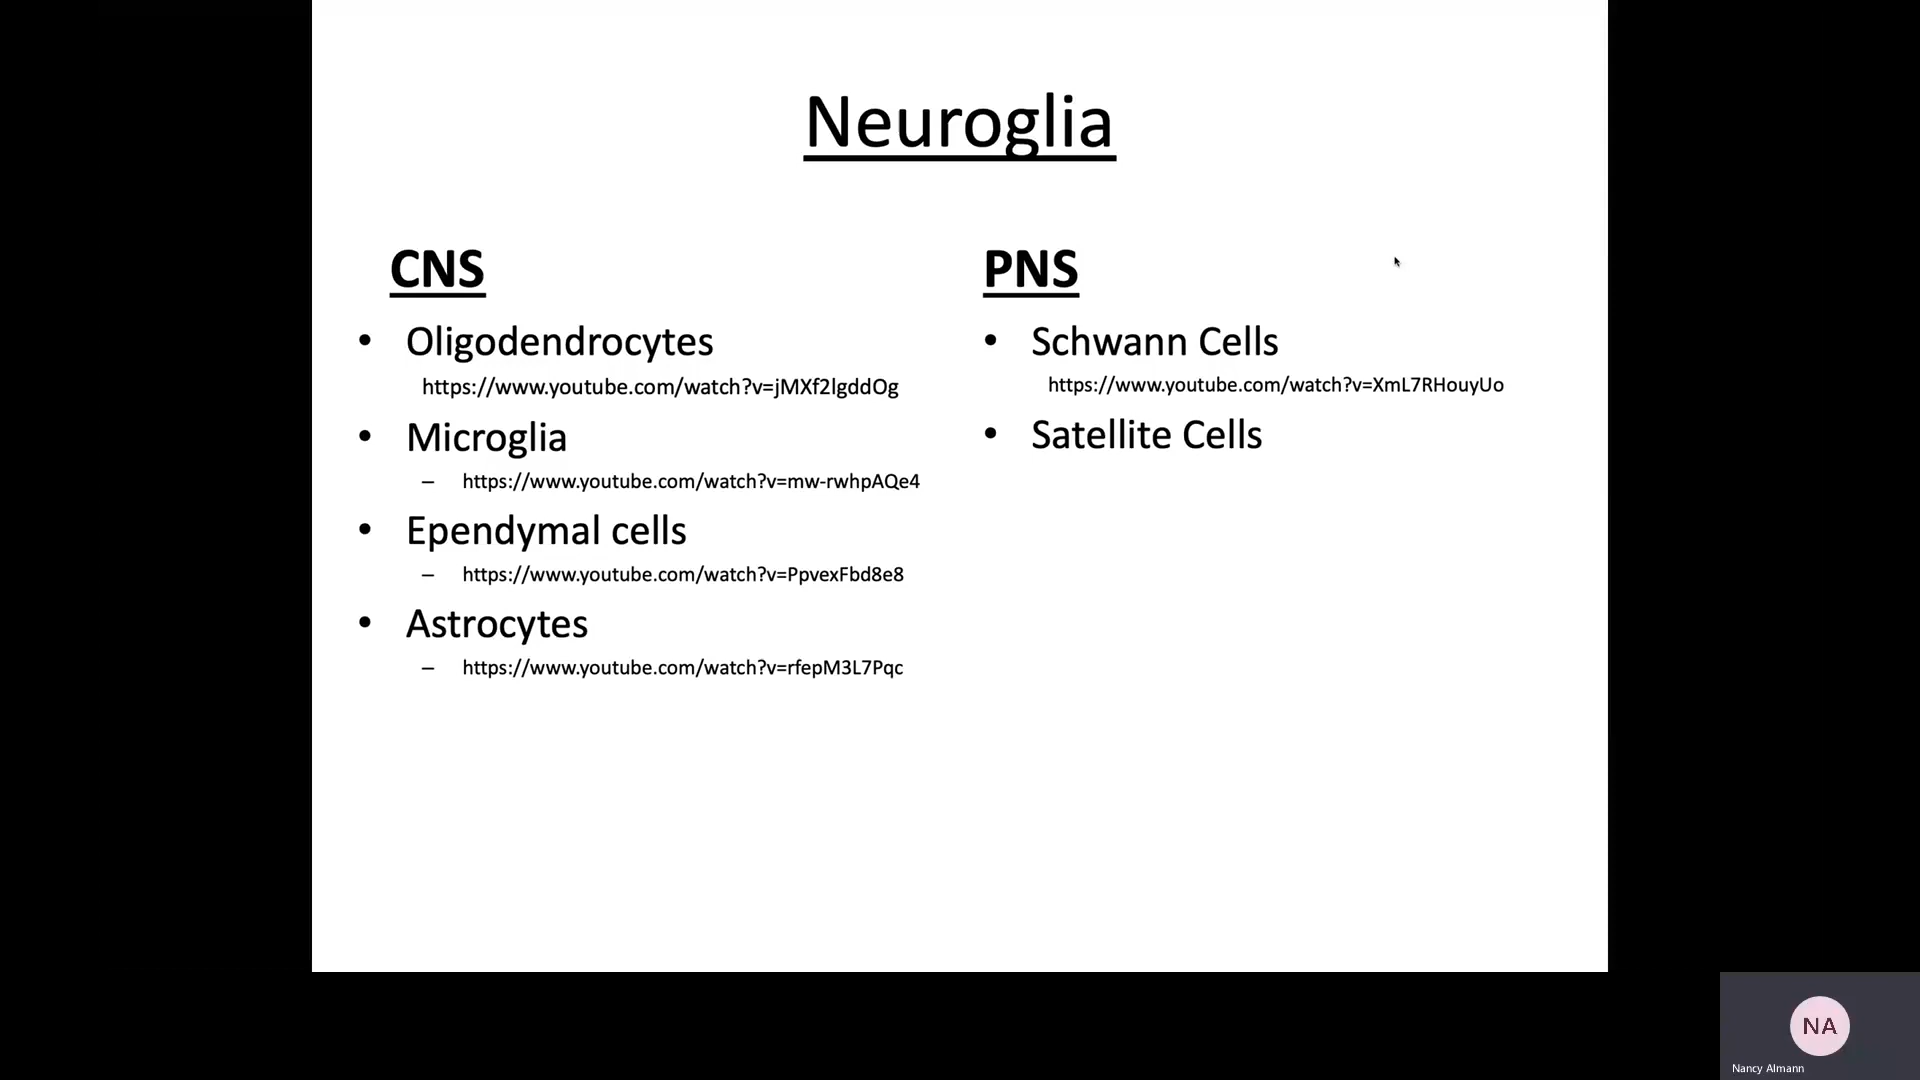 Neuroglia
CNS
• Oligodendrocytes
https://www.youtube.com/watch?v=jMXf2lgddOg
• Microglia
– https://www.youtube.com/watch?v=mw-rwhpAQe4
• Ependymal cells
– https://www.youtube.com/watch?v=PpvexFbd8e8
• Astrocytes
– https://www.youtube.com/watch?v=rfepM3L7Pqc
PNS
• Schwann Cells
https://www.youtube.com/watch?v=XmL7RHouyUo
• Satellite Cells
NA
Nancy Almann